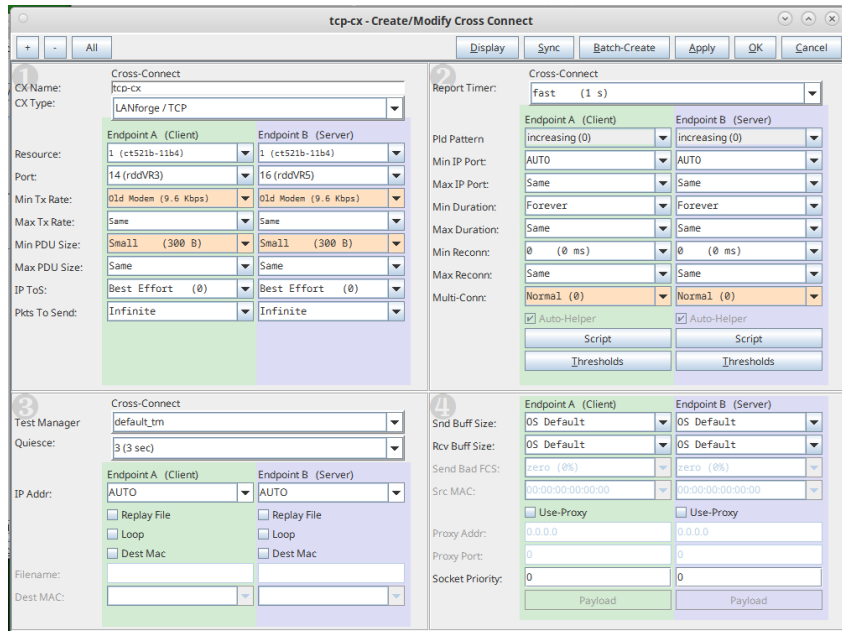 tcp-cx - Create/Modify Cross Connect
+ - All Display Sync Batch-Create Apply OK Cancel
1
Cross-Connect
CX Name: tcp-cx
CX Type: LANforge / TCP
Endpoint A (Client) Endpoint B (Server)
Resource: 1 (ct521b-11b4) 1 (ct521b-11b4)
Port: 14 (rddVR3) 16 (rddVR5)
Min Tx Rate: Old Modem (9.6 Kbps) Old Modem (9.6 Kbps)
Max Tx Rate: Same Same
Min PDU Size: Small (300 B) Small (300 B)
Max PDU Size: Same Same
IP ToS: Best Effort (0) Best Effort (0)
Pkts To Send: Infinite Infinite
2
Cross-Connect
Report Timer: fast (1 s)
Endpoint A (Client) Endpoint B (Server)
Pld Pattern increasing (0) increasing (0)
Min IP Port: AUTO AUTO
Max IP Port: Same Same
Min Duration: Forever Forever
Max Duration: Same Same
Min Reconn: 0 (0 ms) 0 (0 ms)
Max Reconn: Same Same
Multi-Conn: Normal (0) Normal (0)
Auto-Helper Auto-Helper
Script Script
Thresholds Thresholds
3
Cross-Connect
Test Manager default_tm
Quiesce: 3 (3 sec)
Endpoint A (Client) Endpoint B (Server)
IP Addr: AUTO AUTO
Replay File Replay File
Loop Loop
Dest Mac Dest Mac
Filename:
Dest MAC:
4
Endpoint A (Client) Endpoint B (Server)
Snd Buff Size: OS Default OS Default
Rcv Buff Size: OS Default OS Default
Send Bad FCS: zero (0%) zero (0%)
Src MAC: 00:00:00:00:00:00 00:00:00:00:00:00
Use-Proxy Use-Proxy
Proxy Addr: 0.0.0.0 0.0.0.0
Proxy Port: 0 0
Socket Priority: 0 0
Payload Payload